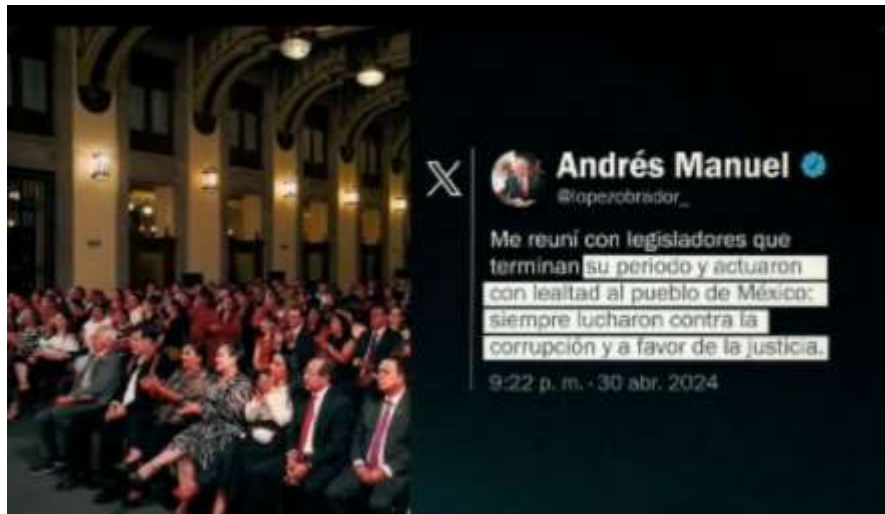 X
Andrés Manuel
@lopezobrador_
Me reuní con legisladores que
terminan su periodo y actuaron
con lealtad al pueblo de México:
siempre lucharon contra la
corrupción y a favor de la justicia.
9:22 p. m. · 30 abr. 2024